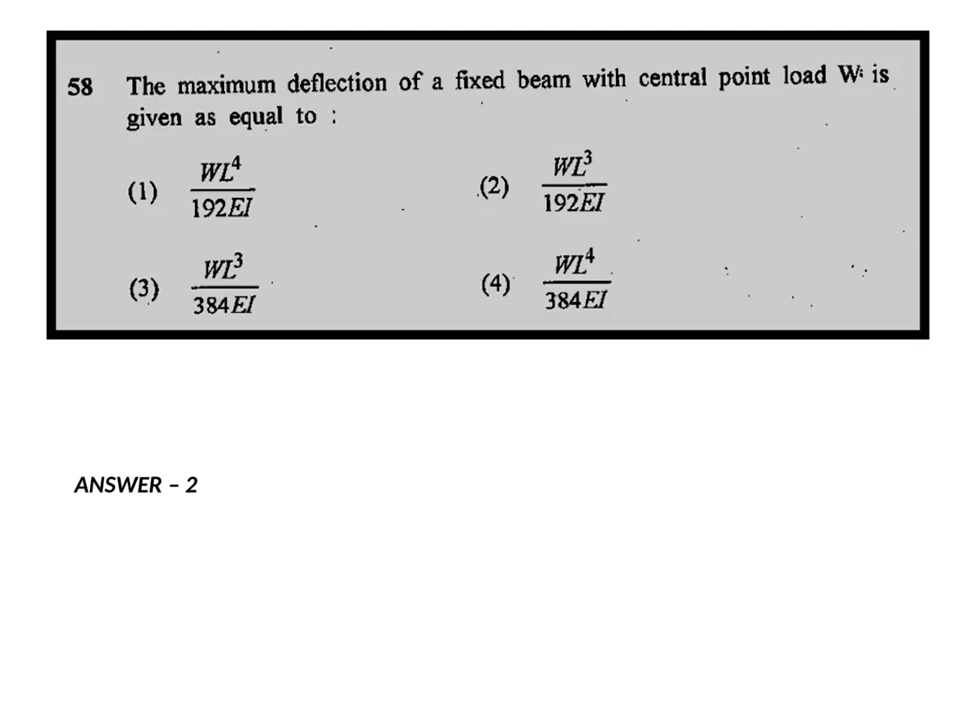 58 The maximum deflection of a fixed beam with central point load W is
given as equal to :
(1) WL⁴/192EI (2) WL³/192EI
(3) WL³/384EI (4) WL⁴/384EI
ANSWER – 2